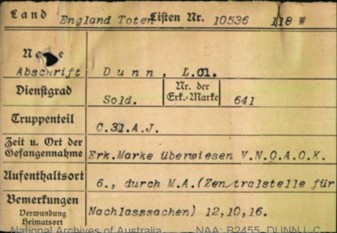 Land England Toten Listen Nr. 10536 118 W
Name
Abschrift Dunn, L.Cl.
Dienstgrad Sold. Nr. der Erk.-Marke 641
Truppenteil C.31.A.J.
Zeit u. Ort der Gefangennahme Erk.Marke überwiesen V.N.O.A.O.K.
Aufenthaltsort 6., durch M.A.(Zentralstelle für
Bemerkungen Nachlasssachen) 12,10,16.
Verwundung
Heimatsort
National Archives of Australia NAA: B2455, DUNN L C